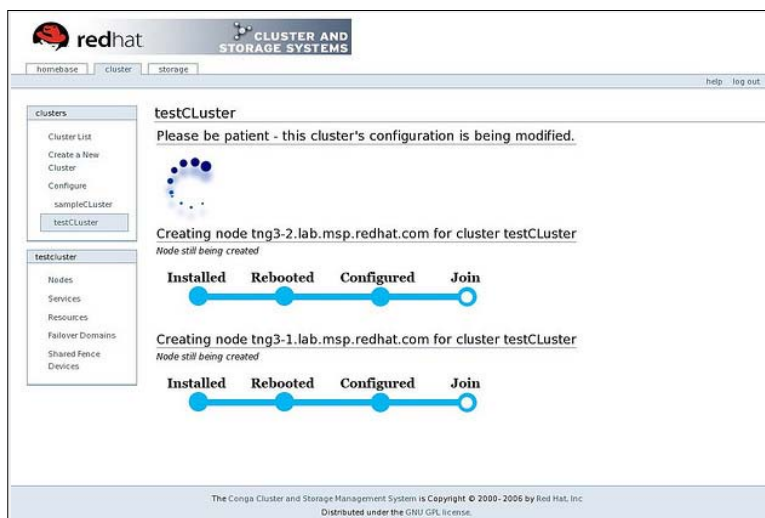 redhat
CLUSTER AND
STORAGE SYSTEMS
homebase cluster storage
help log out
clusters
Cluster List
Create a New
Cluster
Configure
sampleCLuster
testCLuster
testcluster
Nodes
Services
Resources
Failover Domains
Shared Fence
Devices
testCLuster
Please be patient - this cluster's configuration is being modified.
Creating node tng3-2.lab.msp.redhat.com for cluster testCLuster
Node still being created
Installed Rebooted Configured Join
Creating node tng3-1.lab.msp.redhat.com for cluster testCLuster
Node still being created
Installed Rebooted Configured Join
The Conga Cluster and Storage Management System is Copyright © 2000- 2006 by Red Hat, Inc
Distributed under the GNU GPL license.